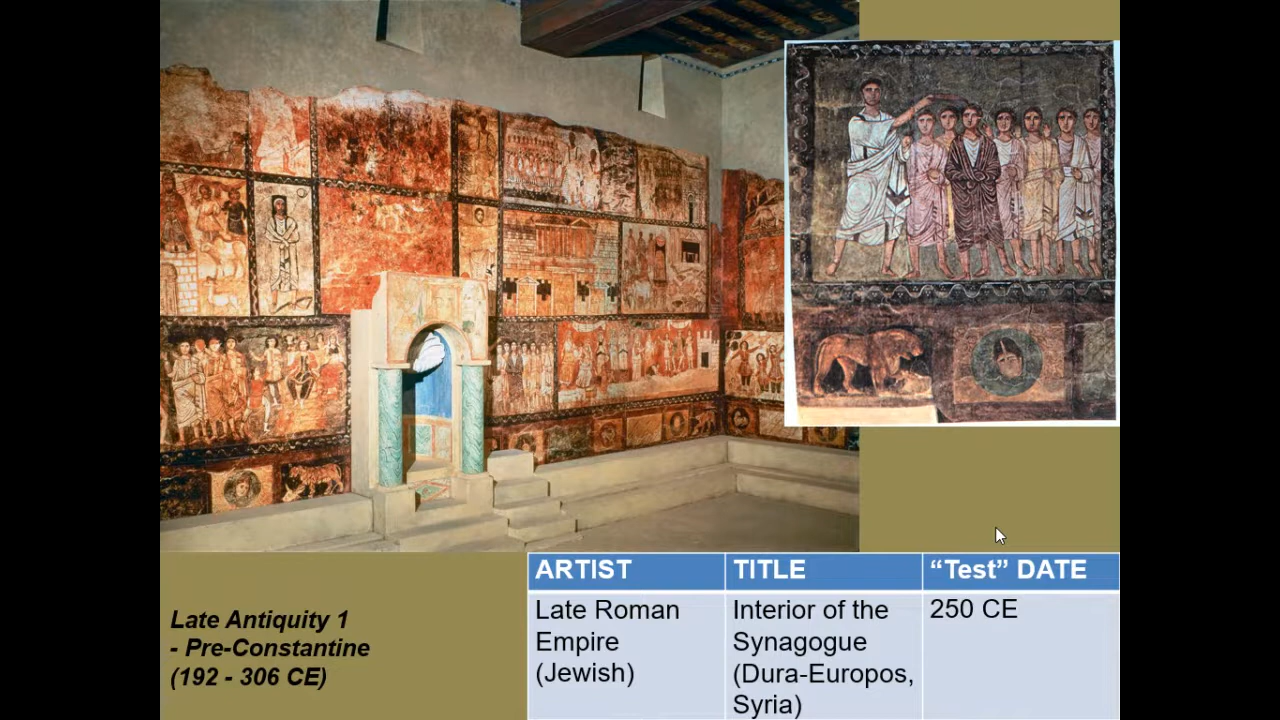 Late Antiquity 1
- Pre-Constantine
(192 - 306 CE)
ARTIST
TITLE
“Test” DATE
Late Roman
Empire
(Jewish)
Interior of the
Synagogue
(Dura-Europos,
Syria)
250 CE